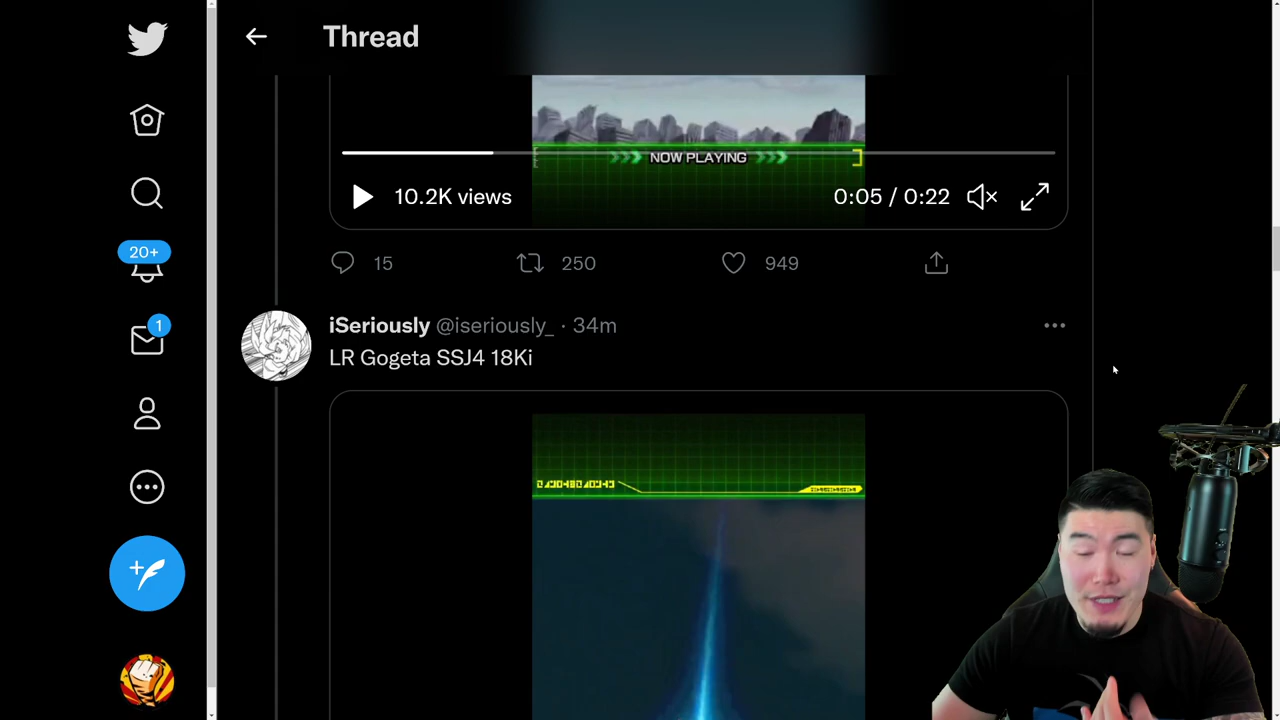 Thread
NOW PLAYING
10.2K views
0:05 / 0:22
20+
15
250
949
1
iSeriously @iseriously_ · 34m
LR Gogeta SSJ4 18Ki